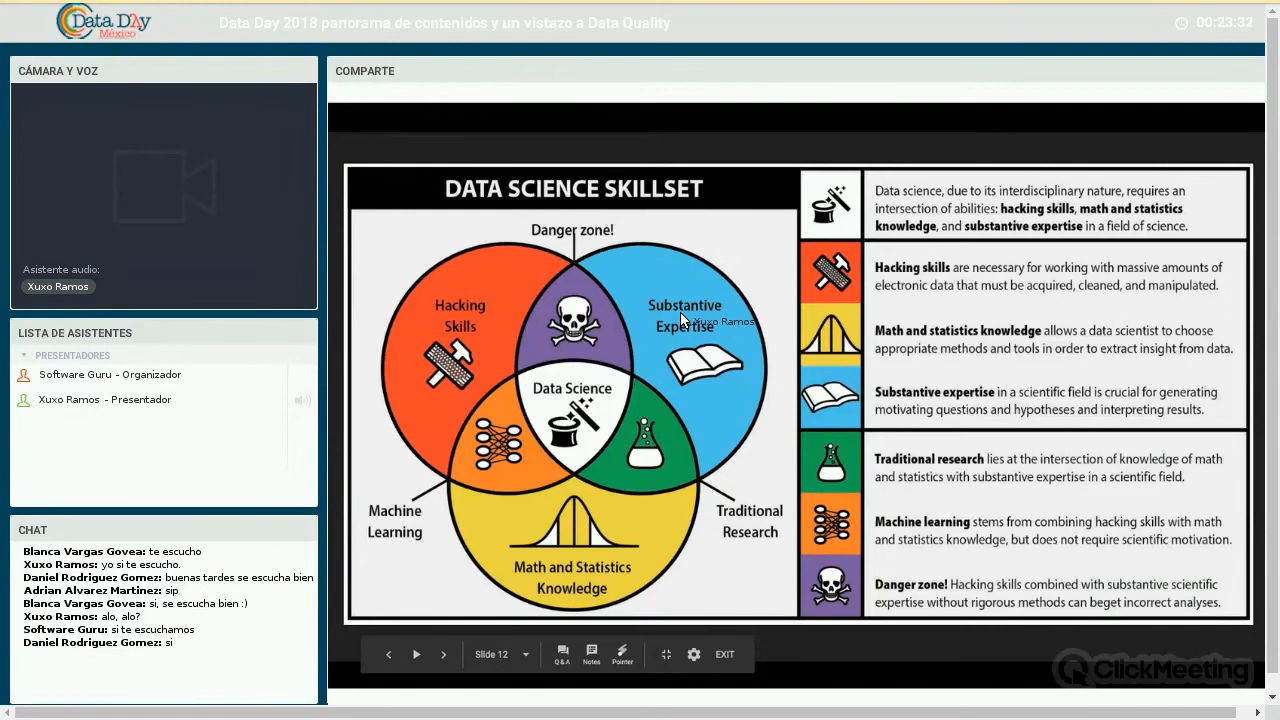 Data Day
México
Data Day 2018 panorama de contenidos y un vistazo a Data Quality
00:23:32
CÁMARA Y VOZ
Asistente audio:
Xuxo Ramos
LISTA DE ASISTENTES
PRESENTADORES
Software Guru - Organizador
Xuxo Ramos - Presentador
CHAT
Blanca Vargas Govea: te escucho
Xuxo Ramos: yo si te escucho.
Daniel Rodriguez Gomez: buenas tardes se escucha bien
Adrian Alvarez Martinez: sip
Blanca Vargas Govea: si, se escucha bien :)
Xuxo Ramos: alo, alo?
Software Guru: si te escuchamos
Daniel Rodriguez Gomez: si
COMPARTE
DATA SCIENCE SKILLSET
Danger zone!
Hacking
Skills
Substantive
Expertise
Xuxo Ramos
Data Science
Machine
Learning
Traditional
Research
Math and Statistics
Knowledge
Data science, due to its interdisciplinary nature, requires an
intersection of abilities: hacking skills, math and statistics
knowledge, and substantive expertise in a field of science.
Hacking skills are necessary for working with massive amounts of
electronic data that must be acquired, cleaned, and manipulated.
Math and statistics knowledge allows a data scientist to choose
appropriate methods and tools in order to extract insight from data.
Substantive expertise in a scientific field is crucial for generating
motivating questions and hypotheses and interpreting results.
Traditional research lies at the intersection of knowledge of math
and statistics with substantive expertise in a scientific field.
Machine learning stems from combining hacking skills with math
and statistics knowledge, but does not require scientific motivation.
Danger zone! Hacking skills combined with substantive scientific
expertise without rigorous methods can beget incorrect analyses.
Slide 12
Q & A
Notes
Pointer
EXIT
ClickMeeting